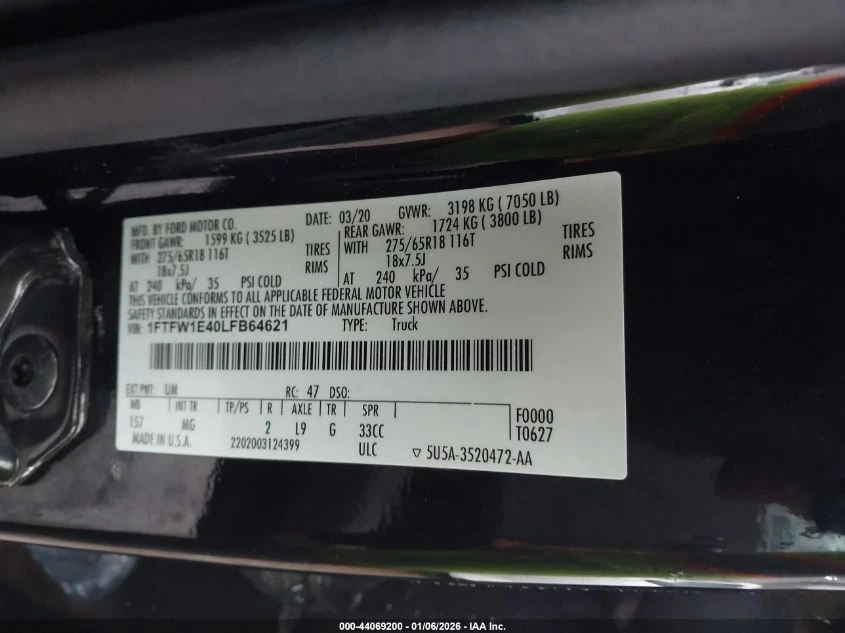 MFD. BY FORD MOTOR CO.
DATE: 03/20 GVWR: 3198 KG ( 7050 LB)
FRONT GAWR: 1599 KG ( 3525 LB)
WITH 275/65R18 116T TIRES
18x7.5J RIMS
AT 240 kPa/ 35 PSI COLD
REAR GAWR: 1724 KG ( 3800 LB)
WITH 275/65R18 116T TIRES
18x7.5J RIMS
AT 240 kPa/ 35 PSI COLD
THIS VEHICLE CONFORMS TO ALL APPLICABLE FEDERAL MOTOR VEHICLE
SAFETY STANDARDS IN EFFECT ON THE DATE OF MANUFACTURE SHOWN ABOVE.
VIN: 1FTFW1E40LFB64621 TYPE: Truck
EXT PNT: UM RC: 47 DSO:
WB INT TR TP/PS R AXLE TR SPR
157 MG 2 L9 G 33CC
F0000
T0627
MADE IN U.S.A. 2202003124399 ULC
5U5A-3520472-AA
000-44069200 - 01/06/2026 - IAA Inc.